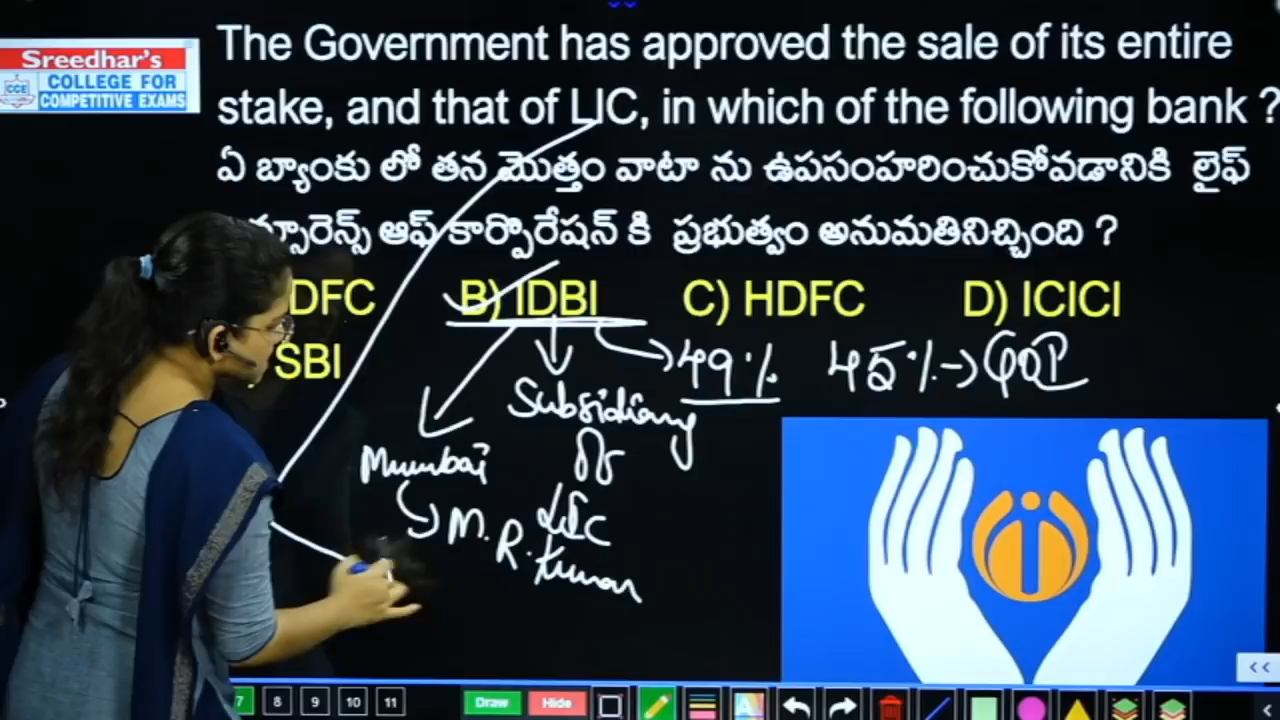 The Government has approved the sale of its entire
Sreedhar's
COLLEGE FOR
CCE
COMPETITIVE EXAMS
stake, and that of LIC, in which of the following bank ?
ఏ బ్యాంకు లో తన మొత్తం వాటా ను ఉపసంహరించుకోవడానికి లైఫ్
ఆఫ్ కార్పొరేషన్ కి ప్రభుత్వం అనుమతినిచ్చింది ?
DFC B) IDBI C) HDFC D) ICICI
SBI
49% 45% → GOI
Subsidiary
of
LIC
Mumbai
M. R. Kumar
<<
7 8 9 10 11 Draw Hide